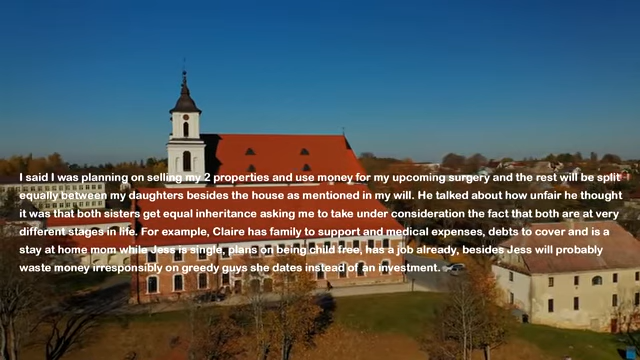 I said I was planning on selling my 2 properties and use money for my upcoming surgery and the rest will be split
equally between my daughters besides the house as mentioned in my will. He talked about how unfair he thought
it was that both sisters get equal inheritance asking me to take under consideration the fact that both are at very
different stages in life. For example, Claire has family to support and medical expenses, debts to cover and is a
stay at home mom while Jess is single, plans on being child free, has a job already, besides Jess will probably
waste money irresponsibly on greedy guys she dates instead of an investment.